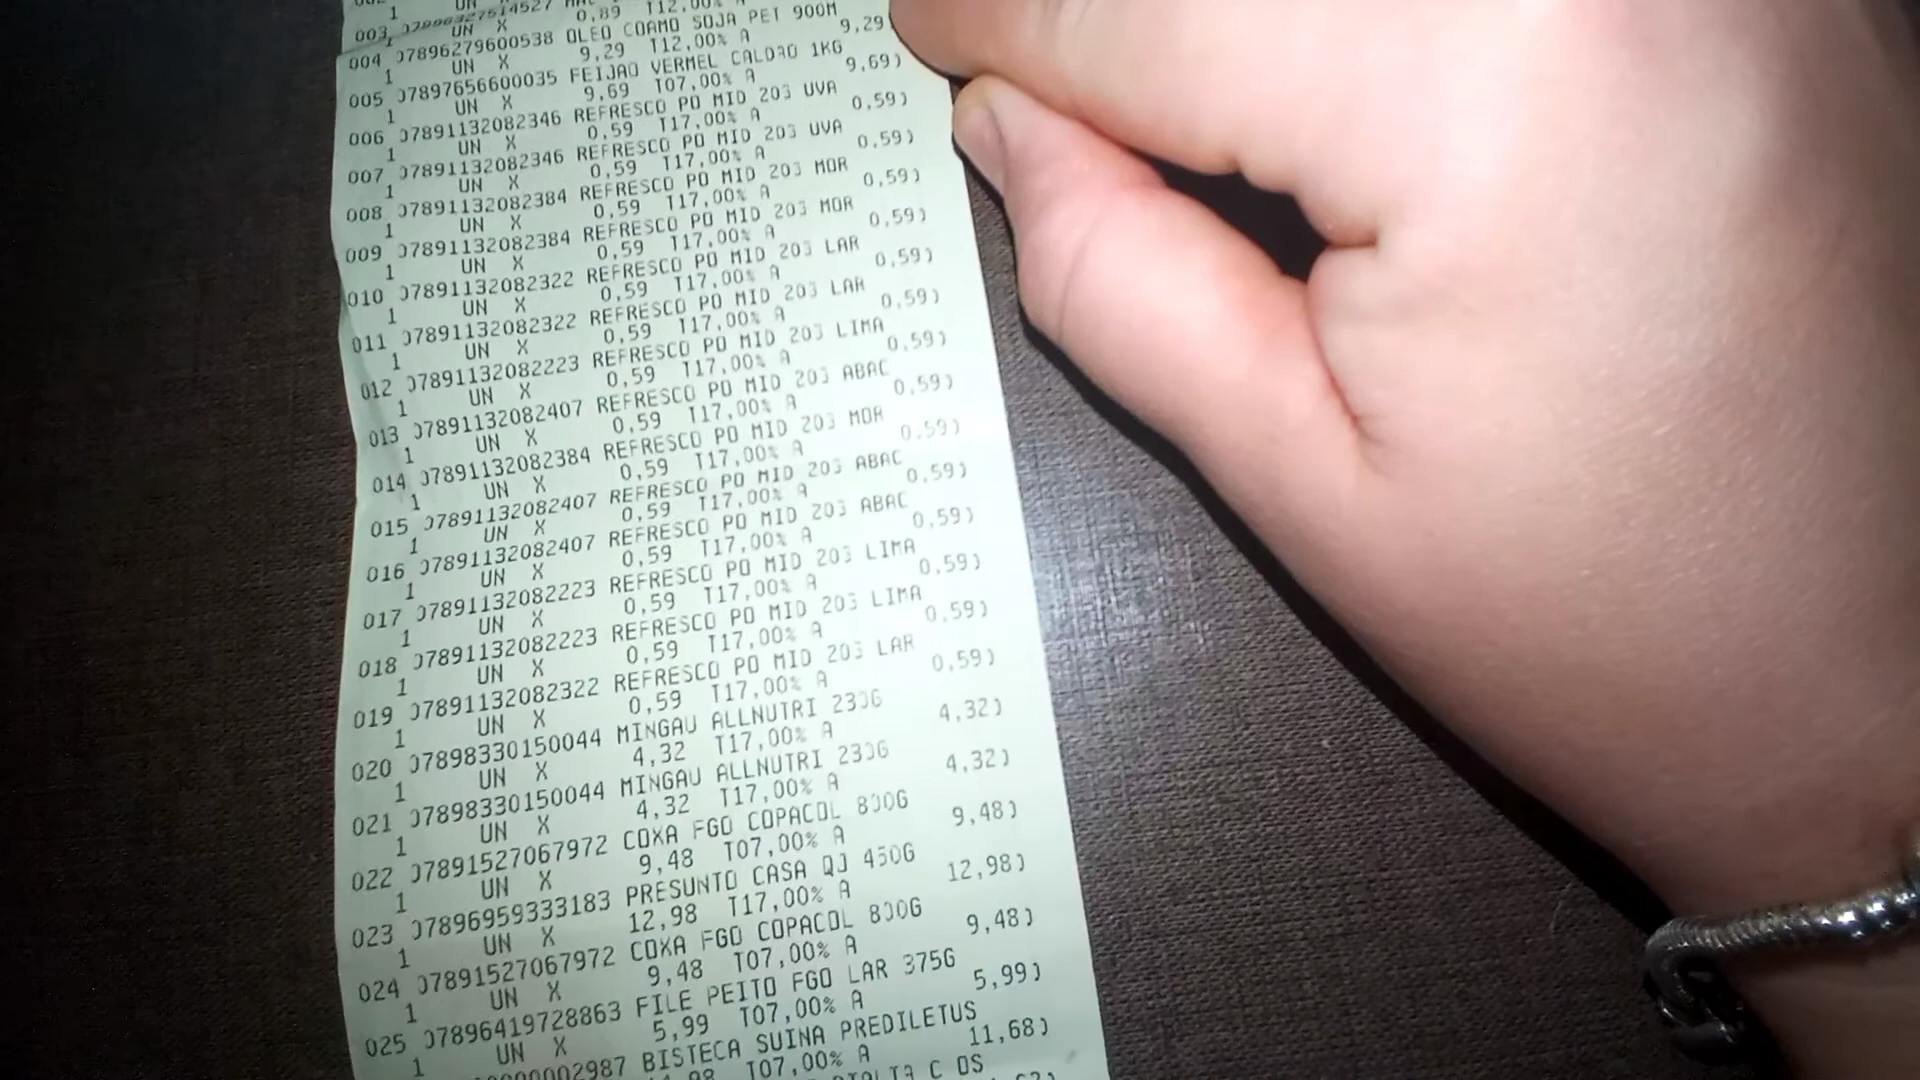 003
1 UN X 0,89 T12,00% A
004 07896279600538 OLEO COAMO SOJA PET 900M
1 UN X 9,29 T12,00% A 9,29
005 07897656600035 FEIJAO VERMEL CALDAO 1KG
1 UN X 9,69 T07,00% A 9,69)
006 07891132082346 REFRESCO PO MID 20G UVA
1 UN X 0,59 T17,00% A 0,59)
007 07891132082346 REFRESCO PO MID 20G UVA
1 UN X 0,59 T17,00% A 0,59)
008 07891132082384 REFRESCO PO MID 20G MOR
1 UN X 0,59 T17,00% A 0,59)
009 07891132082384 REFRESCO PO MID 20G MOR
1 UN X 0,59 T17,00% A 0,59)
010 07891132082322 REFRESCO PO MID 20G LAR
1 UN X 0,59 T17,00% A 0,59)
011 07891132082322 REFRESCO PO MID 20G LAR
1 UN X 0,59 T17,00% A 0,59)
012 07891132082223 REFRESCO PO MID 20G LIMA
1 UN X 0,59 T17,00% A 0,59)
013 07891132082407 REFRESCO PO MID 20G ABAC
1 UN X 0,59 T17,00% A 0,59)
014 07891132082384 REFRESCO PO MID 20G MOR
1 UN X 0,59 T17,00% A 0,59)
015 07891132082407 REFRESCO PO MID 20G ABAC
1 UN X 0,59 T17,00% A 0,59)
016 07891132082407 REFRESCO PO MID 20G ABAC
1 UN X 0,59 T17,00% A 0,59)
017 07891132082223 REFRESCO PO MID 20G LIMA
1 UN X 0,59 T17,00% A 0,59)
018 07891132082223 REFRESCO PO MID 20G LIMA
1 UN X 0,59 T17,00% A 0,59)
019 07891132082322 REFRESCO PO MID 20G LAR
1 UN X 0,59 T17,00% A 0,59)
020 07898330150044 MINGAU ALLNUTRI 230G
1 UN X 4,32 T17,00% A 4,32)
021 07898330150044 MINGAU ALLNUTRI 230G
1 UN X 4,32 T17,00% A 4,32)
022 07891527067972 COXA FGO COPACOL 800G
1 UN X 9,48 T07,00% A 9,48)
023 07896959333183 PRESUNTO CASA QJ 450G
1 UN X 12,98 T17,00% A 12,98)
024 07891527067972 COXA FGO COPACOL 800G
1 UN X 9,48 T07,00% A 9,48)
025 07896419728863 FILE PEITO FGO LAR 375G
1 UN X 5,99 T07,00% A 5,99)
BISTECA SUINA PREDILETUS
T07,00% A 11,68)
C OS